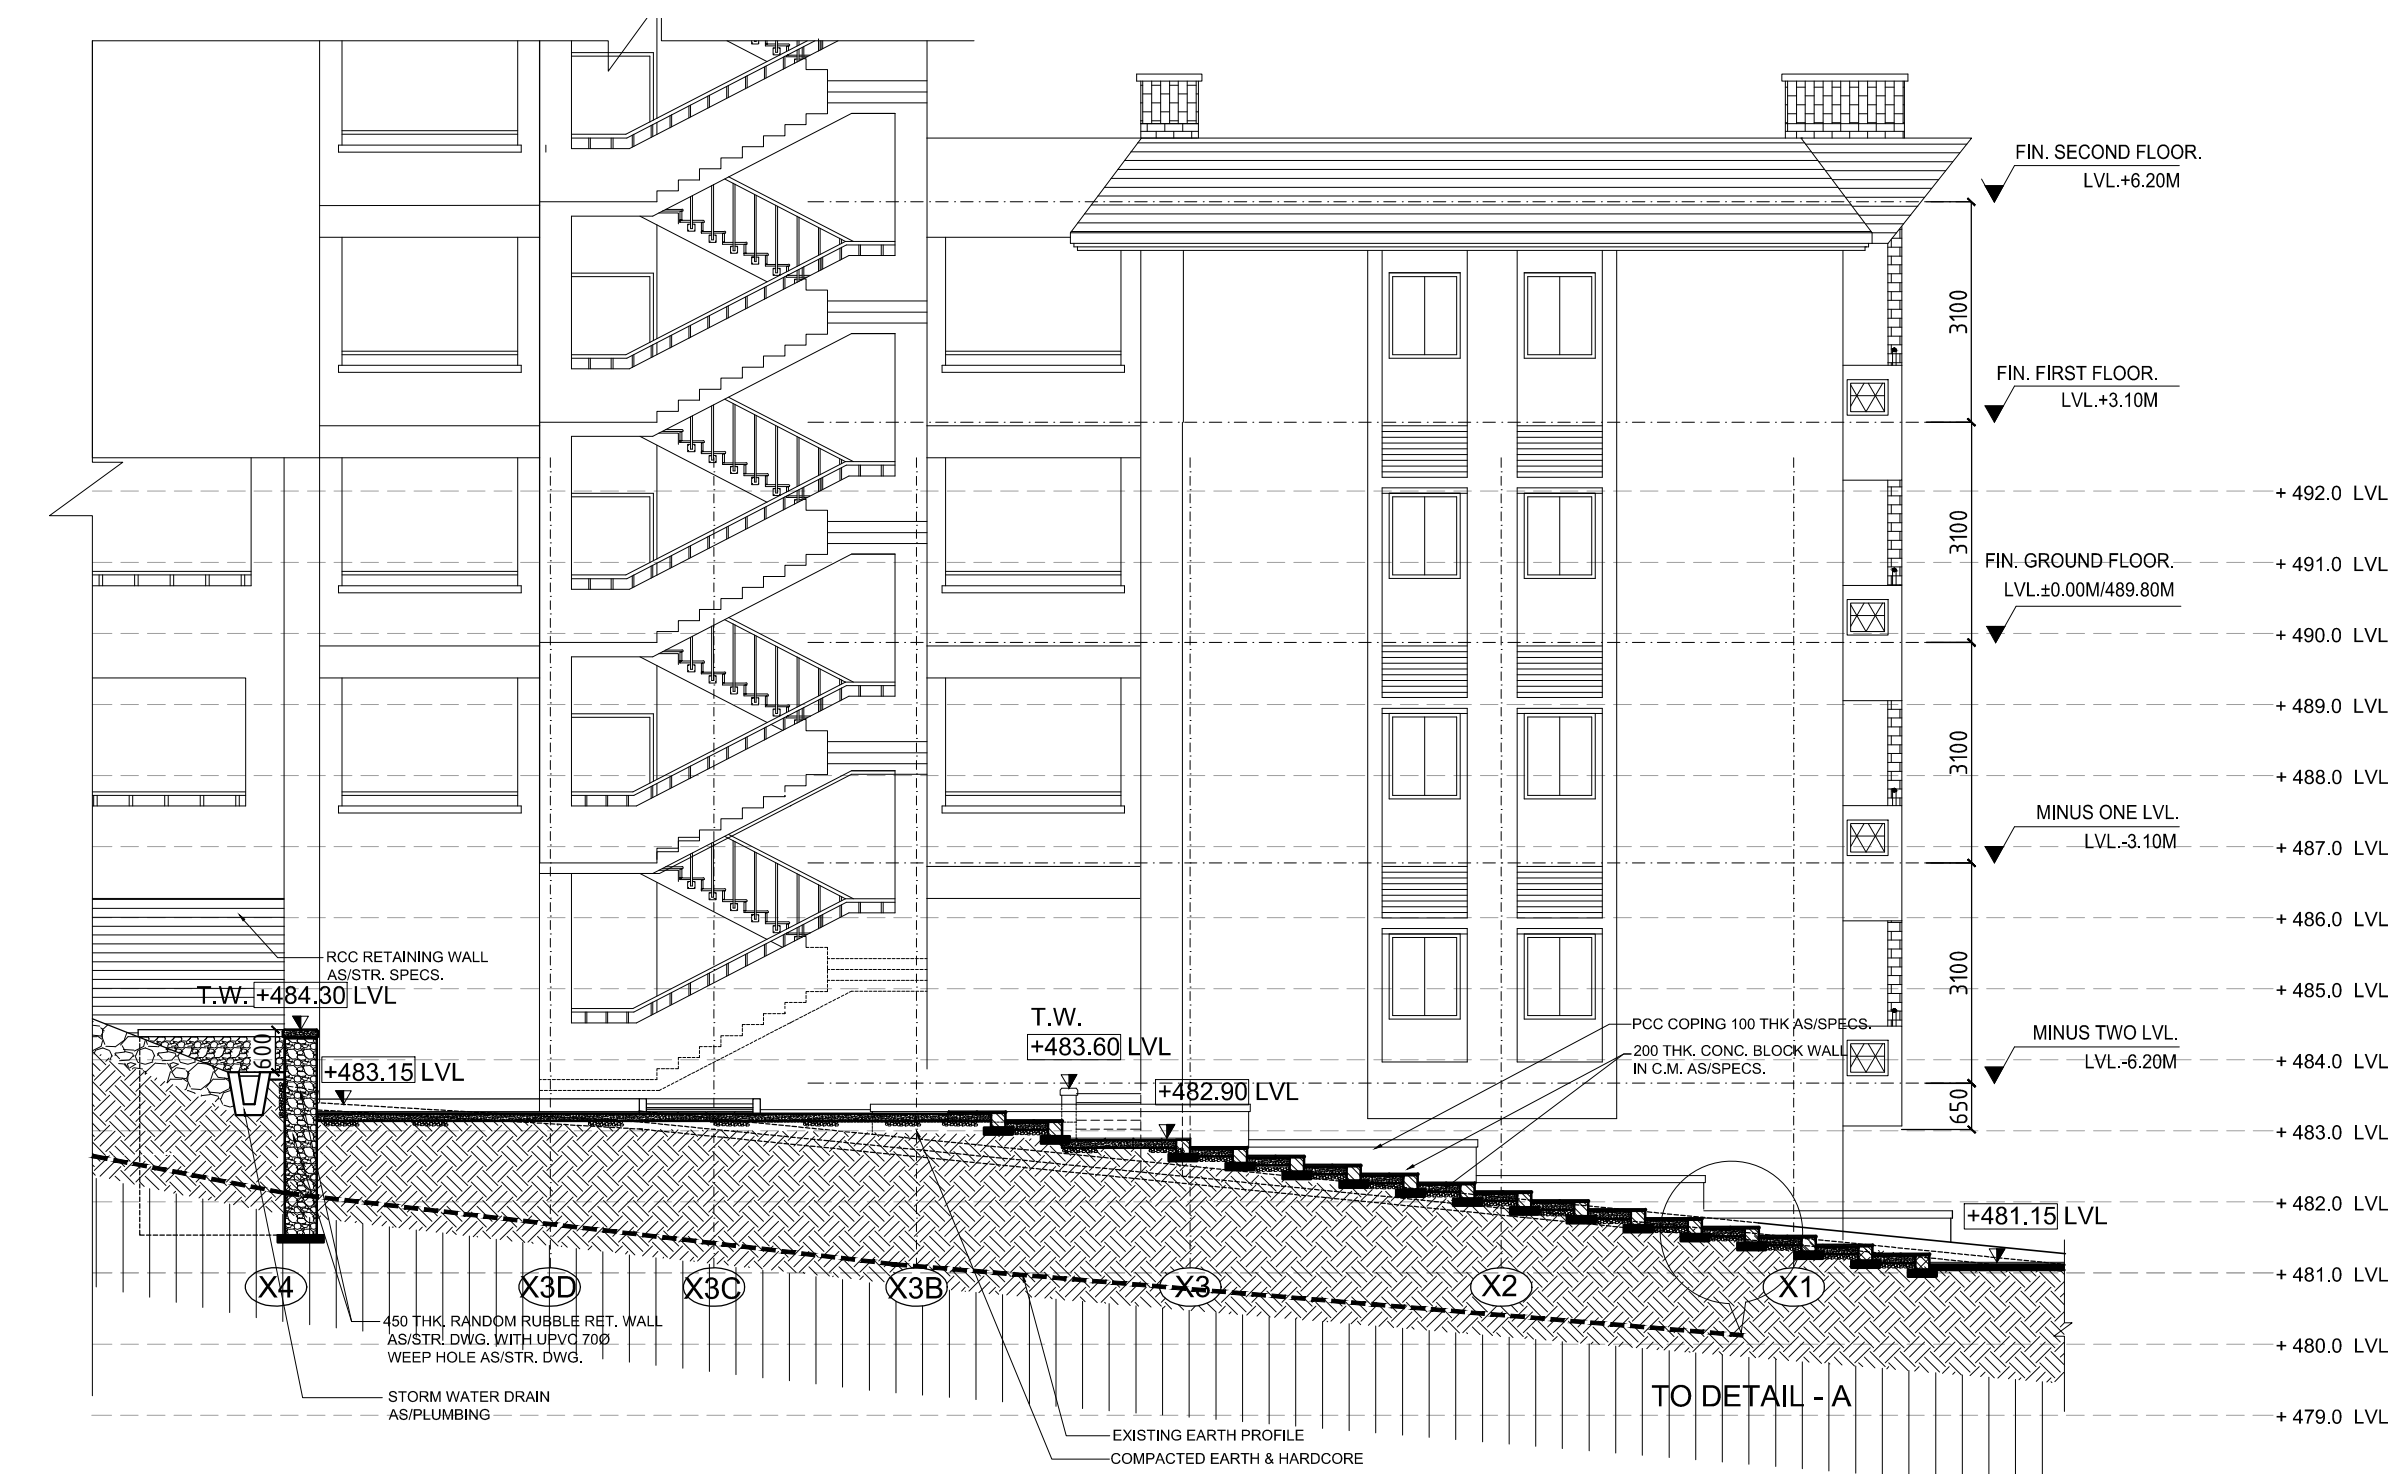 FIN. SECOND FLOOR.
LVL.+6.20M
3100
FIN. FIRST FLOOR.
LVL.+3.10M
+ 492.0 LVL
3100
FIN. GROUND FLOOR.
LVL.±0.00M/489.80M
+ 491.0 LVL
+ 490.0 LVL
+ 489.0 LVL
3100
+ 488.0 LVL
MINUS ONE LVL.
LVL.-3.10M
+ 487.0 LVL
+ 486.0 LVL
RCC RETAINING WALL
AS/STR. SPECS.
T.W. +484.30 LVL
3100
+ 485.0 LVL
T.W.
+483.60 LVL
PCC COPING 100 THK AS/SPECS.
200 THK. CONC. BLOCK WALL
IN C.M. AS/SPECS.
MINUS TWO LVL.
LVL.-6.20M
+ 484.0 LVL
600
+483.15 LVL
+482.90 LVL
650
+ 483.0 LVL
+ 482.0 LVL
+481.15 LVL
+ 481.0 LVL
X4
X3D
X3C
X3B
X3
X2
X1
450 THK. RANDOM RUBBLE RET. WALL
AS/STR. DWG. WITH UPVC 70Ø
WEEP HOLE AS/STR. DWG.
+ 480.0 LVL
STORM WATER DRAIN
AS/PLUMBING
TO DETAIL - A
+ 479.0 LVL
EXISTING EARTH PROFILE
COMPACTED EARTH & HARDCORE